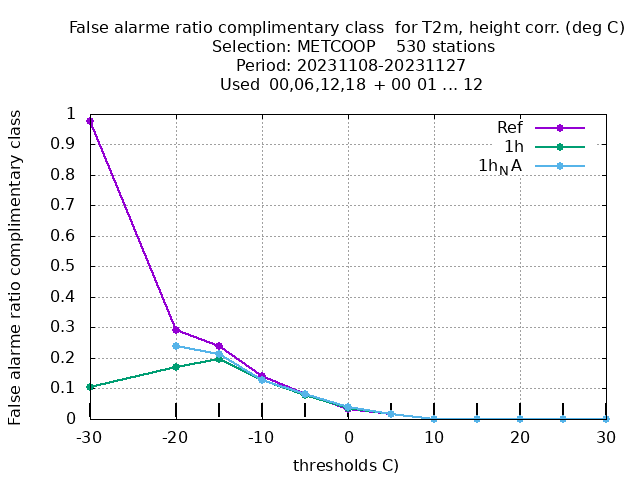 False alarme ratio complimentary class  for T2m, height corr. (deg C)
Selection: METCOOP    530 stations
Period: 20231108-20231127
Used  00,06,12,18  + 00 01 ... 12
False alarme ratio complimentary class
1
0.9
0.8
0.7
0.6
0.5
0.4
0.3
0.2
0.1
0
Ref
1h
1h_NA
-30 -20 -10 0 10 20 30
thresholds C)